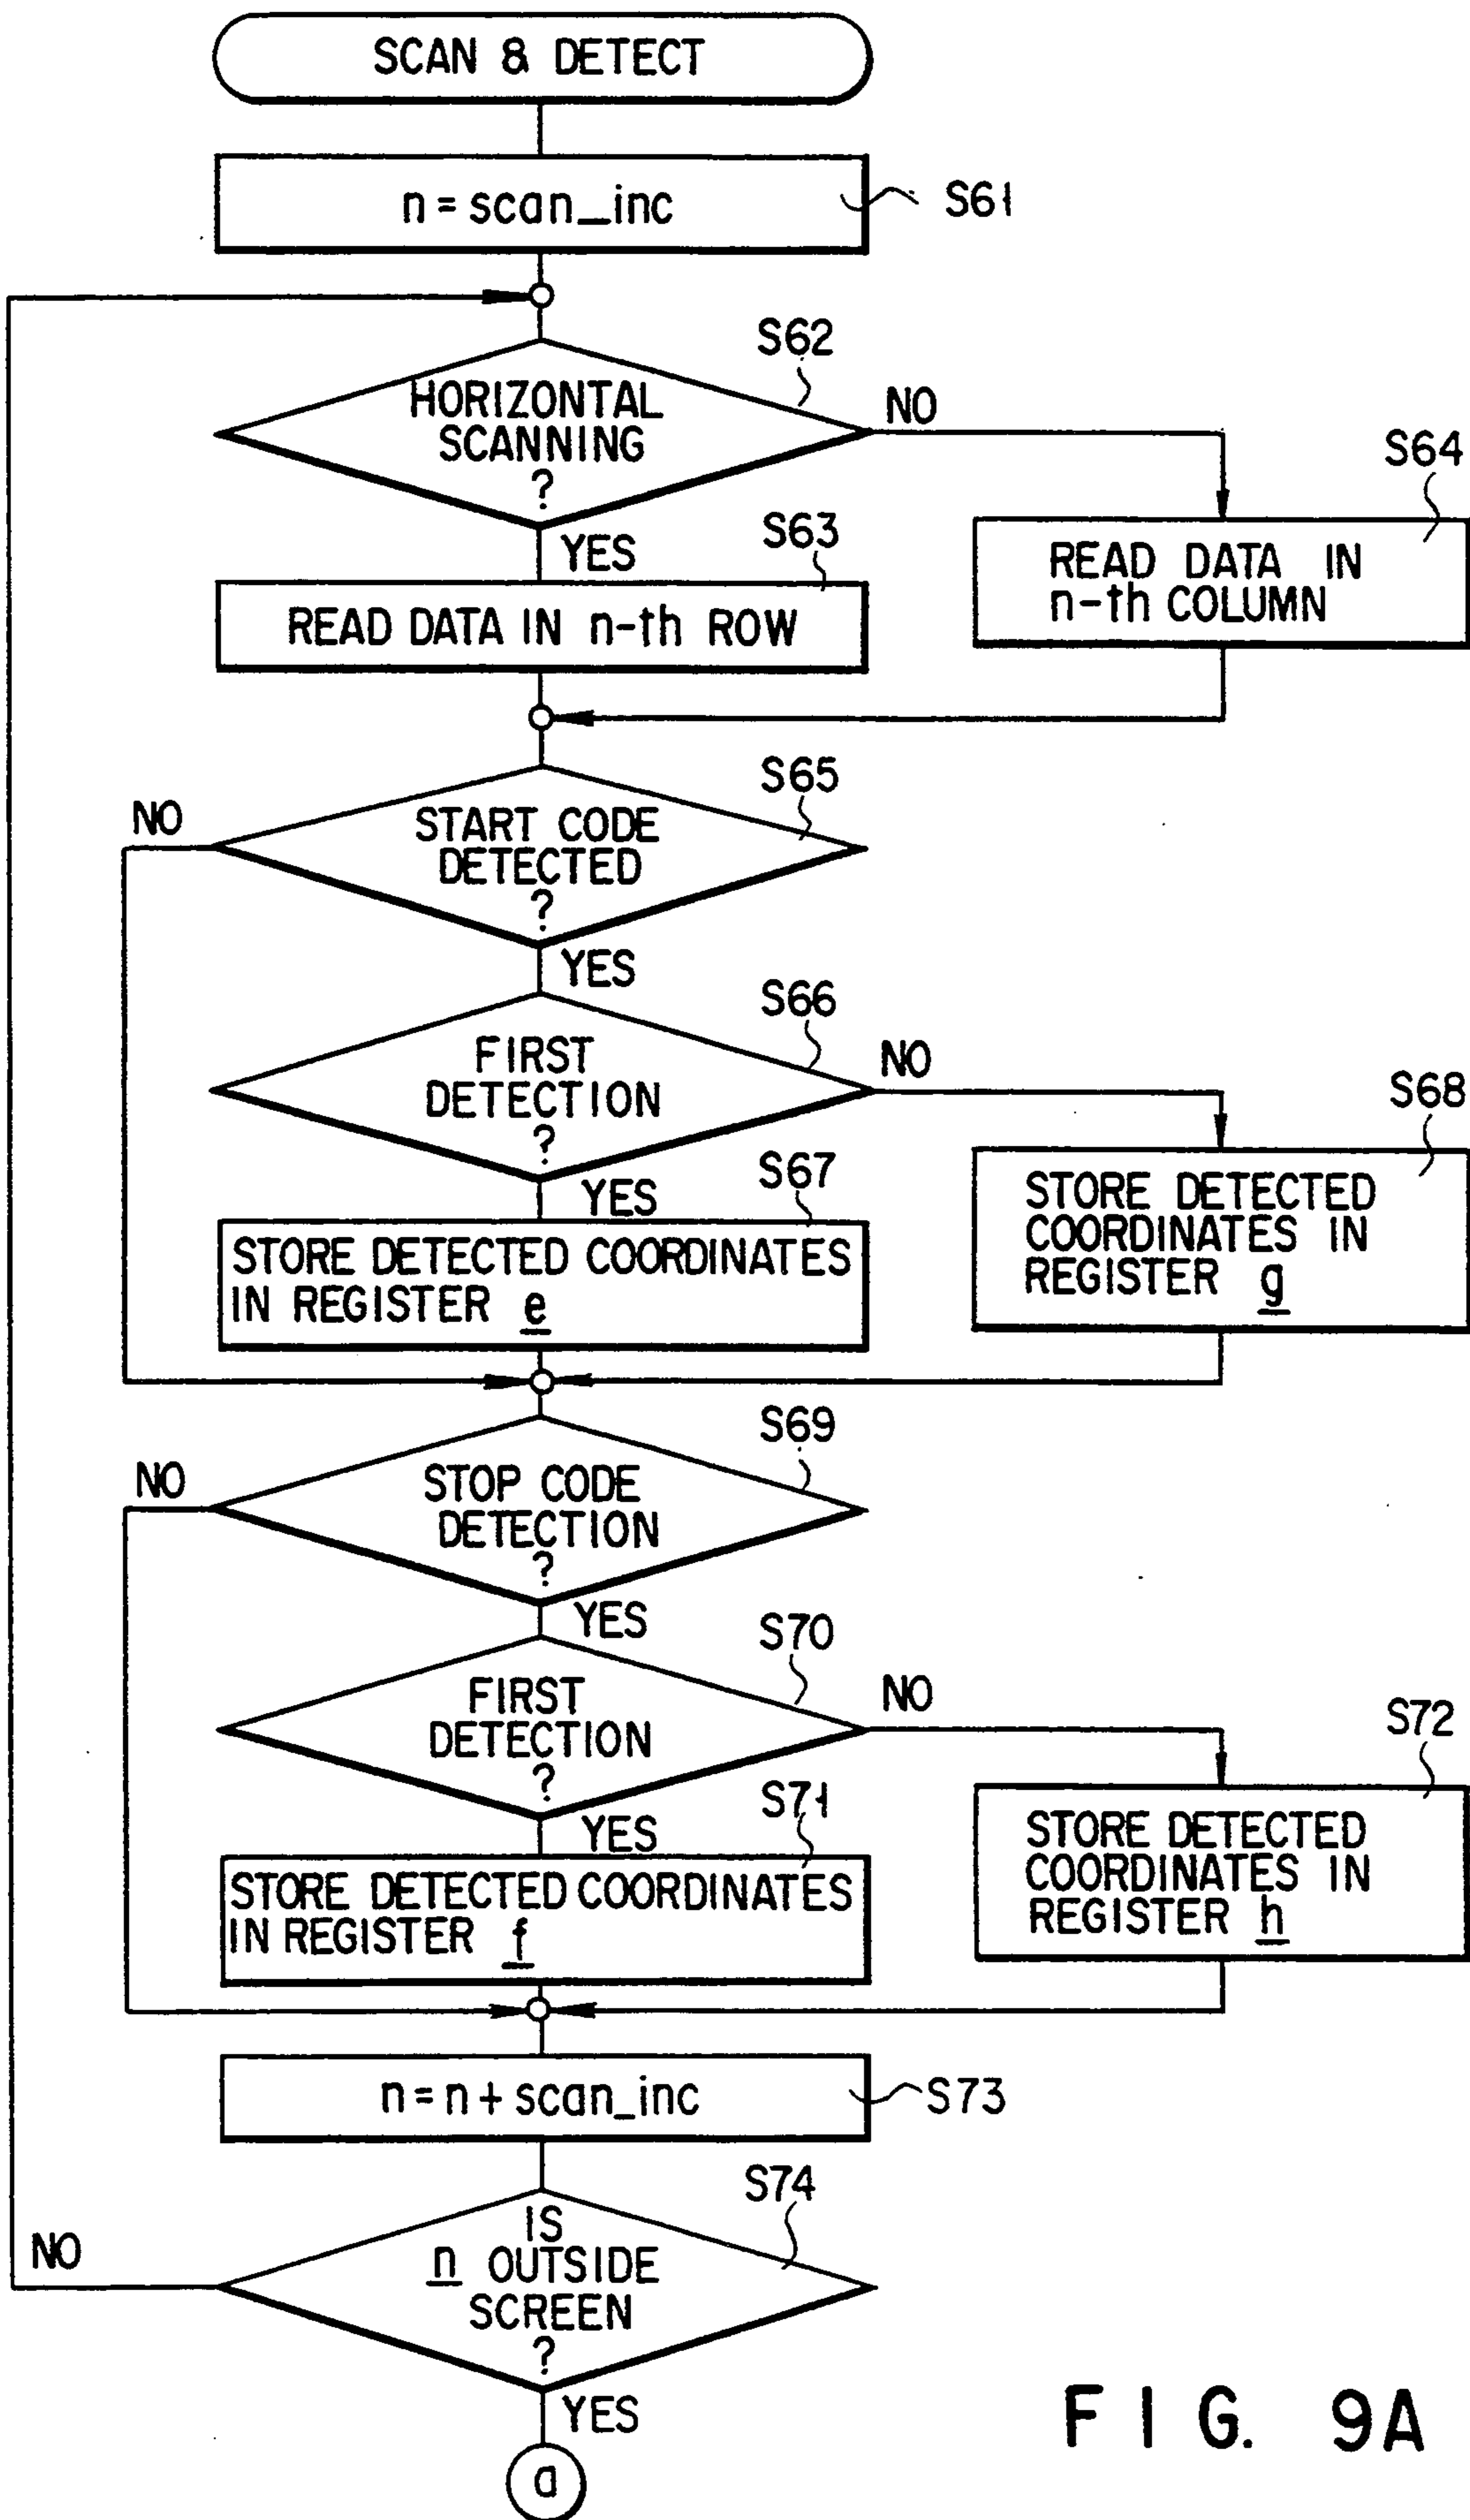 SCAN & DETECT
n = scan_inc
S61
S62
HORIZONTAL
SCANNING
?
NO
YES
S63
READ DATA IN n-th ROW
S64
READ DATA IN
n-th COLUMN
S65
START CODE
DETECTED
?
NO
YES
S66
FIRST
DETECTION
?
NO
YES
S67
STORE DETECTED COORDINATES
IN REGISTER e
S68
STORE DETECTED
COORDINATES IN
REGISTER g
S69
STOP CODE
DETECTION
?
NO
YES
S70
FIRST
DETECTION
?
NO
YES
S71
STORE DETECTED COORDINATES
IN REGISTER f
S72
STORE DETECTED
COORDINATES IN
REGISTER h
n = n + scan_inc
S73
S74
IS
n OUTSIDE
SCREEN
?
NO
YES
a
FIG. 9A